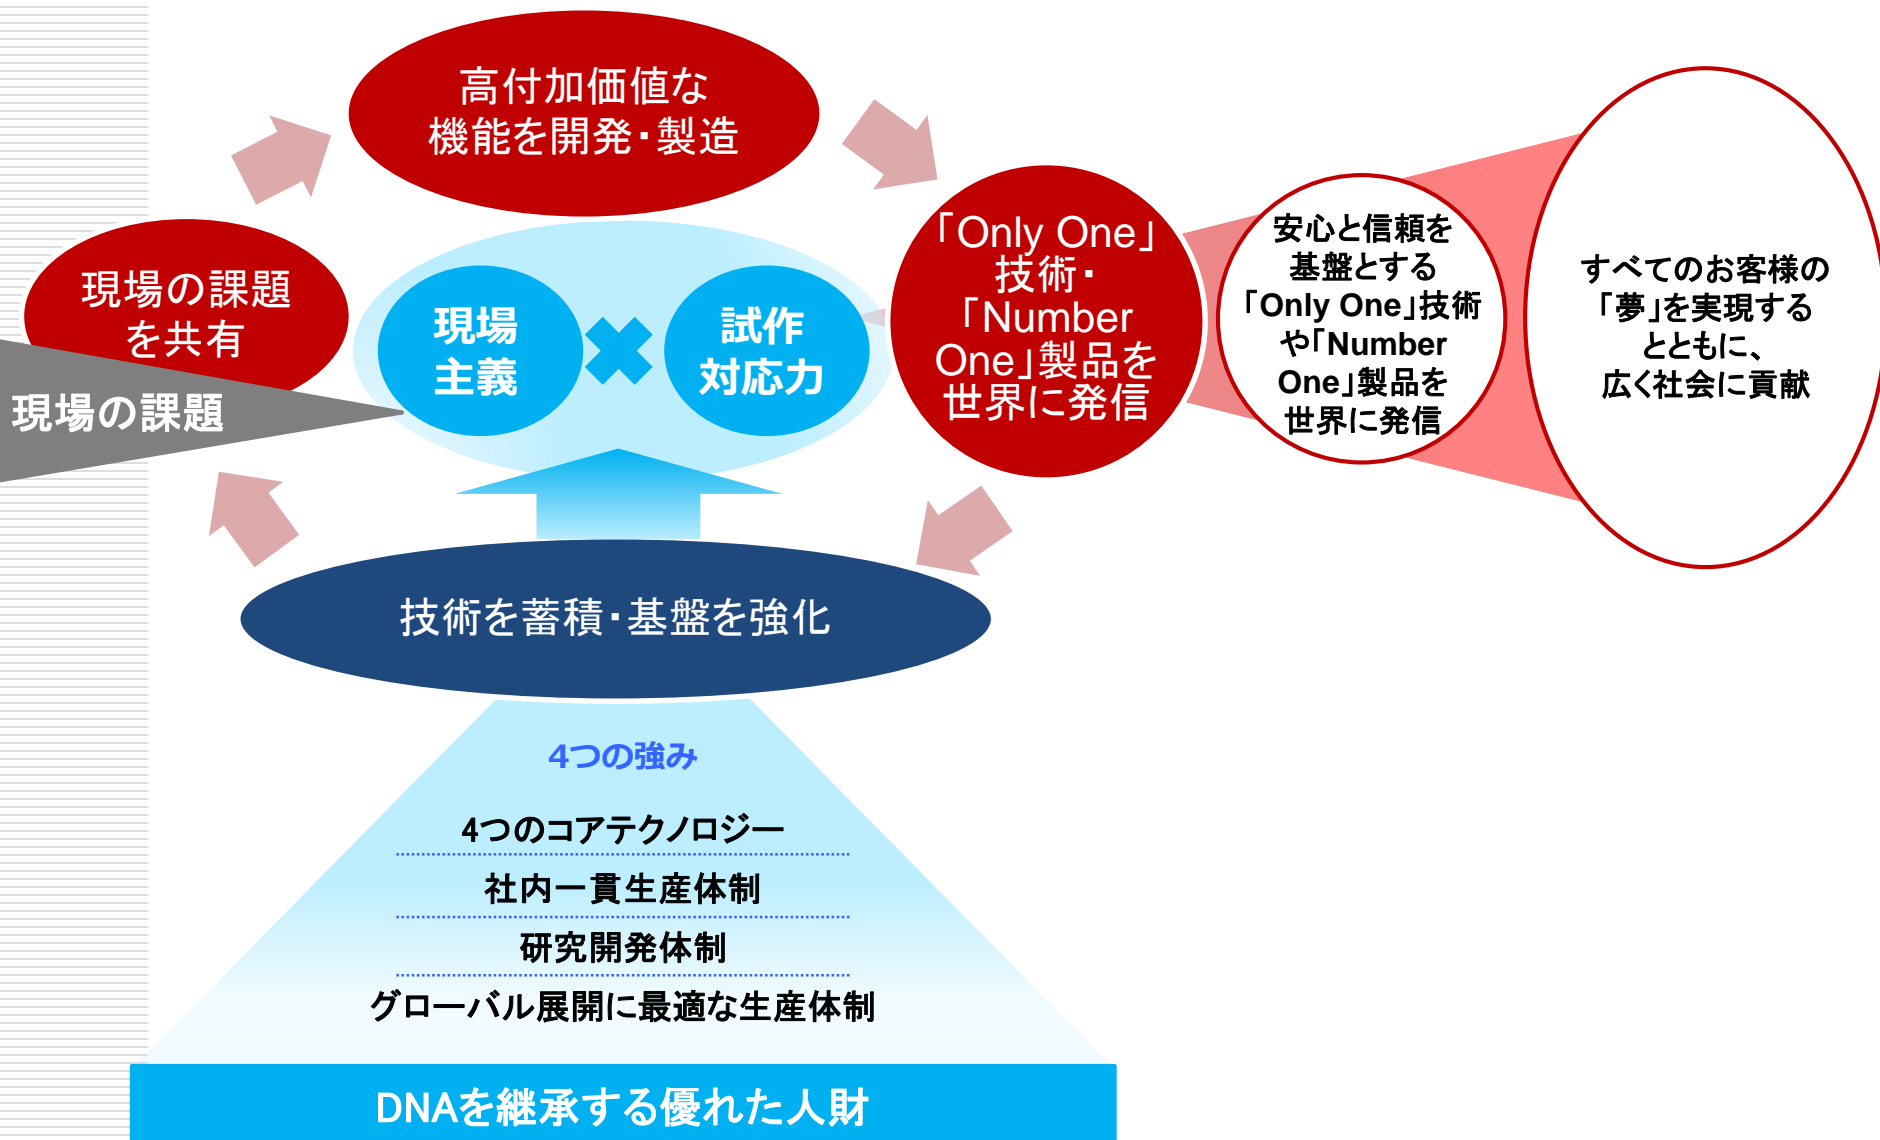 高付加価値な
機能を開発・製造
現場の課題
を共有
現場の課題
現場
主義
試作
対応力
「Only One」
技術・
「Number
One」製品を
世界に発信
安心と信頼を
基盤とする
「Only One」技術
や「Number
One」製品を
世界に発信
すべてのお客様の
「夢」を実現する
とともに、
広く社会に貢献
技術を蓄積・基盤を強化
4つの強み
4つのコアテクノロジー
社内一貫生産体制
研究開発体制
グローバル展開に最適な生産体制
DNAを継承する優れた人財